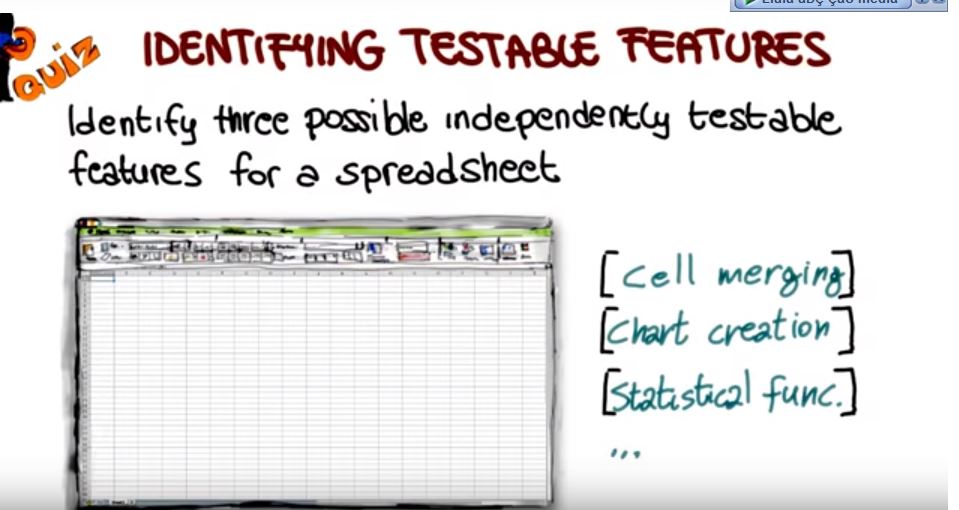 QUIZ
IDENTIFYING TESTABLE FEATURES
Identify three possible independently testable
features for a spreadsheet
[Cell merging]
[Chart creation]
[Statistical func.]
...